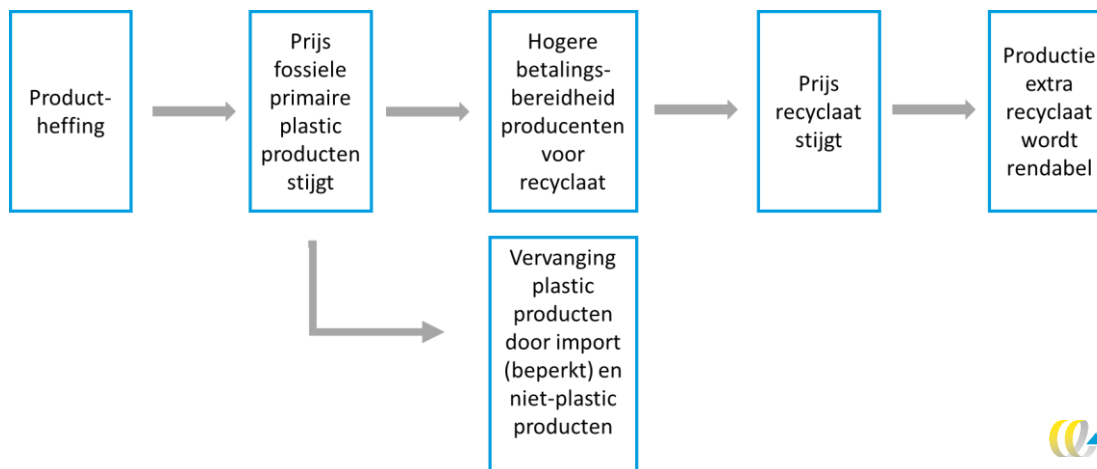 Product-
heffing
Prijs
fossiele
primaire
plastic
producten
stijgt
Hogere
betalings-
bereidheid
producenten
voor
recyclaat
Prijs
recyclaat
stijgt
Productie
extra
recyclaat
wordt
rendabel
Vervanging
plastic
producten
door import
(beperkt) en
niet-plastic
producten